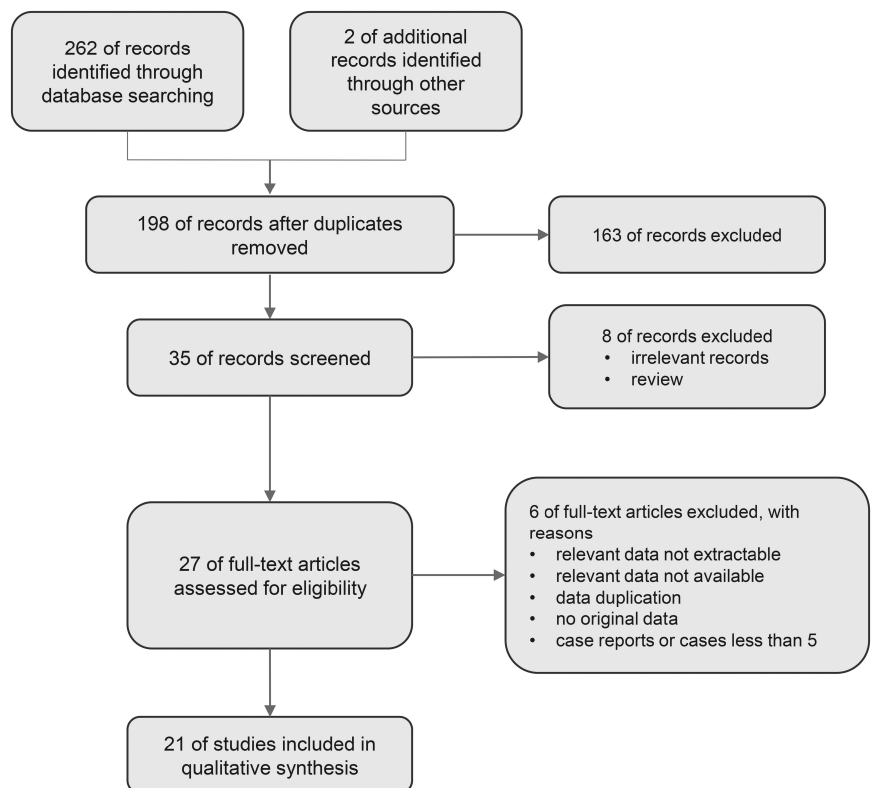 262 of records
identified through
database searching
2 of additional
records identified
through other
sources
198 of records after duplicates
removed
163 of records excluded
35 of records screened
8 of records excluded
• irrelevant records
• review
27 of full-text articles
assessed for eligibility
6 of full-text articles excluded, with
reasons
• relevant data not extractable
• relevant data not available
• data duplication
• no original data
• case reports or cases less than 5
21 of studies included in
qualitative synthesis